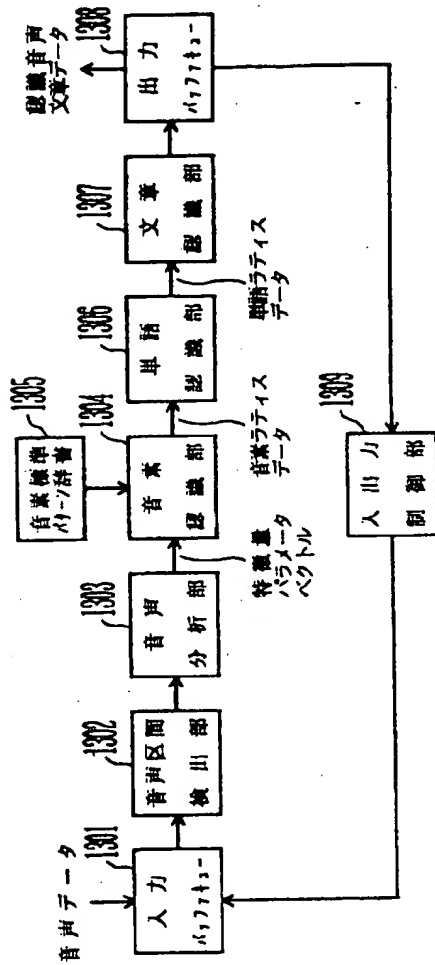 音声データ
1301
入力
バッファキュー
1302
音声区間
検出部
1303
音声
分析部
特徴量
パラメータ
ベクトル
1305
音素標準
パターン辞書
1304
音素
認識部
音素ラティス
データ
1306
単語
認識部
単語ラティス
データ
1307
文章
認識部
1308
出力
バッファキュー
認識音声
文章データ
1309
入出力
制御部